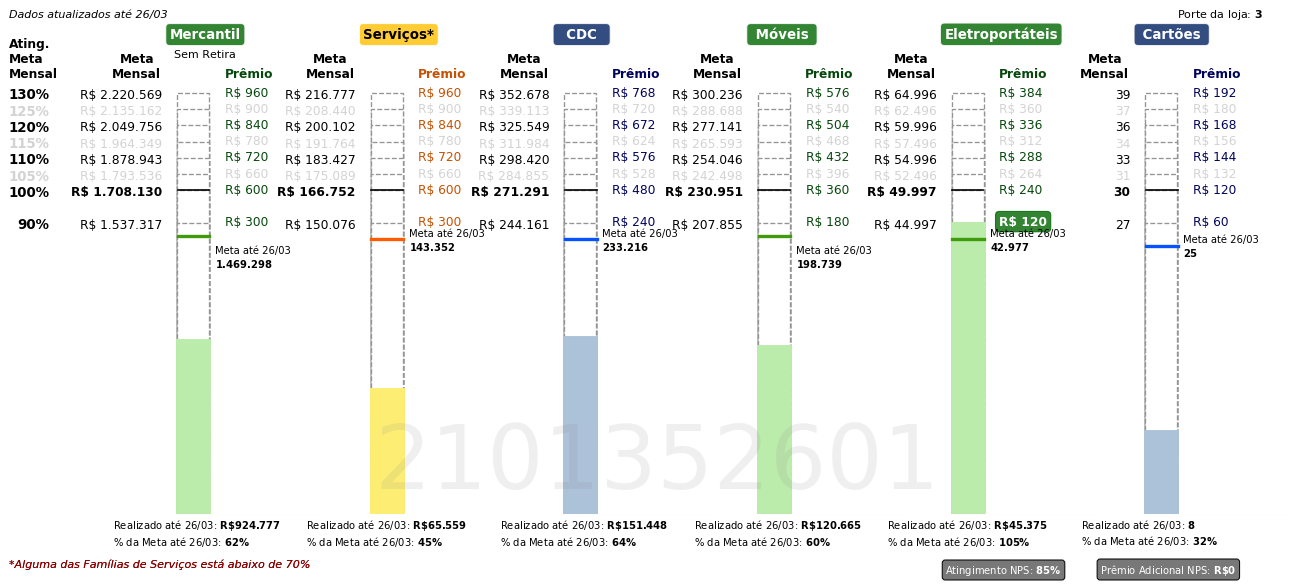 Dados atualizados até 26/03
Porte da loja: 3
Mercantil Serviços* CDC Móveis Eletroportáteis Cartões
Sem Retira
Ating. Meta Mensal
Meta Mensal Prêmio Meta Mensal Prêmio Meta Mensal Prêmio Meta Mensal Prêmio Meta Mensal Prêmio Meta Mensal Prêmio
130% R$ 2.220.569 R$ 960 R$ 216.777 R$ 960 R$ 352.678 R$ 768 R$ 300.236 R$ 576 R$ 64.996 R$ 384 39 R$ 192
125% R$ 2.135.162 R$ 900 R$ 208.440 R$ 900 R$ 339.113 R$ 720 R$ 288.688 R$ 540 R$ 62.496 R$ 360 37 R$ 180
120% R$ 2.049.756 R$ 840 R$ 200.102 R$ 840 R$ 325.549 R$ 672 R$ 277.141 R$ 504 R$ 59.996 R$ 336 36 R$ 168
115% R$ 1.964.349 R$ 780 R$ 191.764 R$ 780 R$ 311.984 R$ 624 R$ 265.593 R$ 468 R$ 57.496 R$ 312 34 R$ 156
110% R$ 1.878.943 R$ 720 R$ 183.427 R$ 720 R$ 298.420 R$ 576 R$ 254.046 R$ 432 R$ 54.996 R$ 288 33 R$ 144
105% R$ 1.793.536 R$ 660 R$ 175.089 R$ 660 R$ 284.855 R$ 528 R$ 242.498 R$ 396 R$ 52.496 R$ 264 31 R$ 132
100% R$ 1.708.130 R$ 600 R$ 166.752 R$ 600 R$ 271.291 R$ 480 R$ 230.951 R$ 360 R$ 49.997 R$ 240 30 R$ 120
90% R$ 1.537.317 R$ 300 R$ 150.076 R$ 300 R$ 244.161 R$ 240 R$ 207.855 R$ 180 R$ 44.997 R$ 120 27 R$ 60
Meta até 26/03
1.469.298
Meta até 26/03
143.352
Meta até 26/03
233.216
Meta até 26/03
198.739
Meta até 26/03
42.977
Meta até 26/03
25
2101352601
Realizado até 26/03: R$924.777
% da Meta até 26/03: 62%
Realizado até 26/03: R$65.559
% da Meta até 26/03: 45%
Realizado até 26/03: R$151.448
% da Meta até 26/03: 64%
Realizado até 26/03: R$120.665
% da Meta até 26/03: 60%
Realizado até 26/03: R$45.375
% da Meta até 26/03: 105%
Realizado até 26/03: 8
% da Meta até 26/03: 32%
*Alguma das Famílias de Serviços está abaixo de 70%
Atingimento NPS: 85%
Prêmio Adicional NPS: R$0